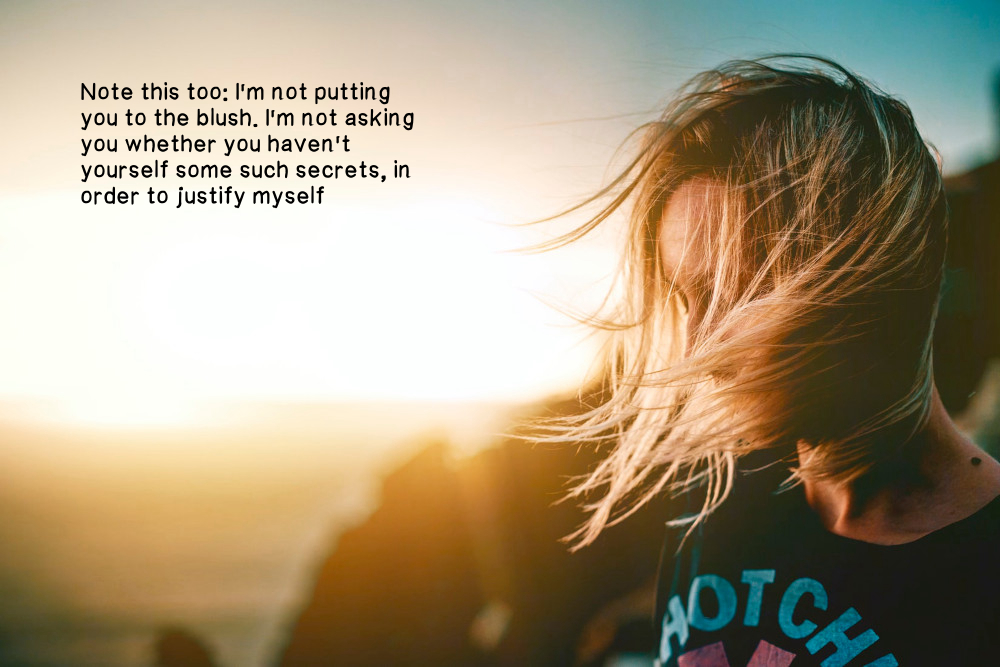 Note this too: I'm not putting
you to the blush. I'm not asking
you whether you haven't
yourself some such secrets, in
order to justify myself
HOTCH